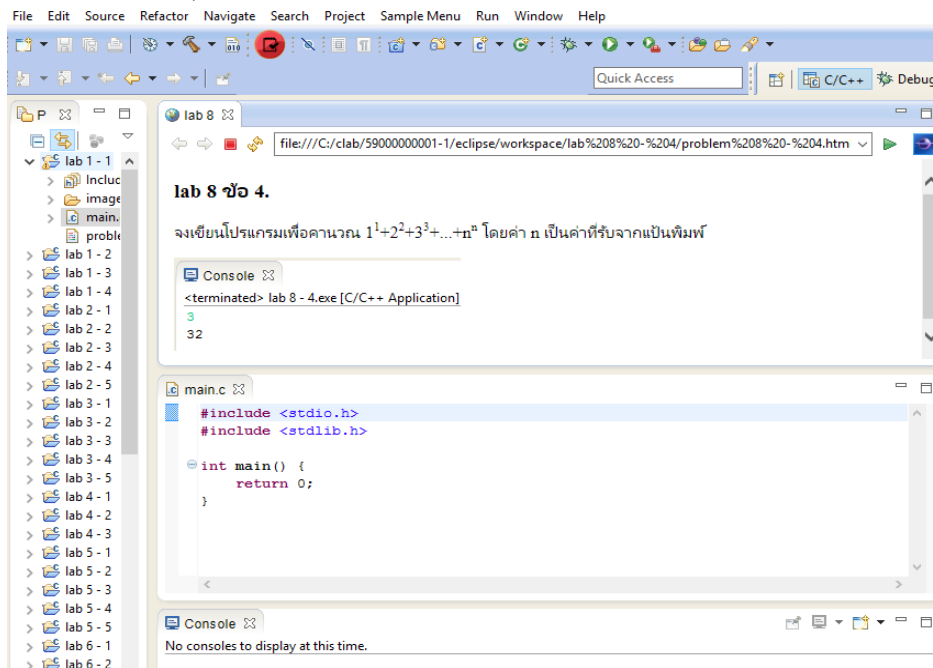 File Edit Source Refactor Navigate Search Project Sample Menu Run Window Help
Quick Access
C/C++
Debug
P
lab 1 - 1
Includ
image
main.
proble
lab 1 - 2
lab 1 - 3
lab 1 - 4
lab 2 - 1
lab 2 - 2
lab 2 - 3
lab 2 - 4
lab 2 - 5
lab 3 - 1
lab 3 - 2
lab 3 - 3
lab 3 - 4
lab 3 - 5
lab 4 - 1
lab 4 - 2
lab 4 - 3
lab 5 - 1
lab 5 - 2
lab 5 - 3
lab 5 - 4
lab 5 - 5
lab 6 - 1
lab 6 - 2
lab 8
file:///C:/clab/59000000001-1/eclipse/workspace/lab%208%20-%204/problem%208%20-%204.htm
lab 8 ข้อ 4.
จงเขียนโปรแกรมเพื่อคานวณ 1¹+2²+3³+...+nⁿ โดยค่า n เป็นค่าที่รับจากแป้นพิมพ์
Console
<terminated> lab 8 - 4.exe [C/C++ Application]
3
32
main.c
#include <stdio.h>
#include <stdlib.h>
int main() {
return 0;
}
Console
No consoles to display at this time.